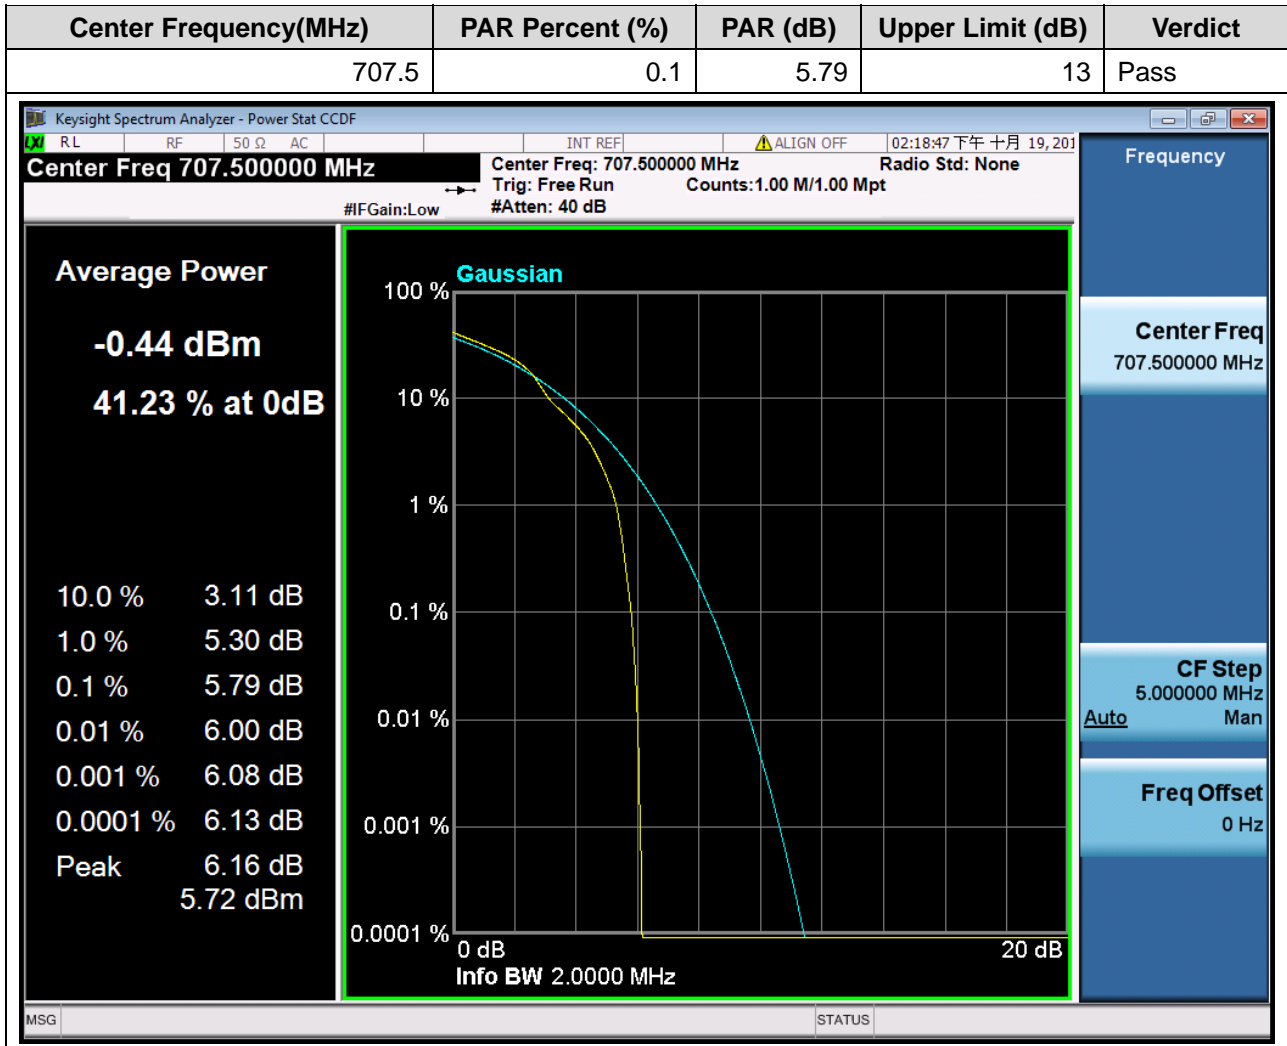 Center Frequency(MHz) PAR Percent (%) PAR (dB) Upper Limit (dB) Verdict
707.5 0.1 5.79 13 Pass
Keysight Spectrum Analyzer - Power Stat CCDF
LXI RL RF 50 Ω AC INT REF ALIGN OFF 02:18:47 下午 十月 19, 201
Center Freq 707.500000 MHz
#IFGain:Low
Center Freq: 707.500000 MHz Radio Std: None
Trig: Free Run Counts:1.00 M/1.00 Mpt
#Atten: 40 dB
Average Power
-0.44 dBm
41.23 % at 0dB
10.0 % 3.11 dB
1.0 % 5.30 dB
0.1 % 5.79 dB
0.01 % 6.00 dB
0.001 % 6.08 dB
0.0001 % 6.13 dB
Peak 6.16 dB
5.72 dBm
Gaussian
100 %
10 %
1 %
0.1 %
0.01 %
0.001 %
0.0001 %
0 dB 20 dB
Info BW 2.0000 MHz
Frequency
Center Freq
707.500000 MHz
CF Step
5.000000 MHz
Auto Man
Freq Offset
0 Hz
MSG STATUS